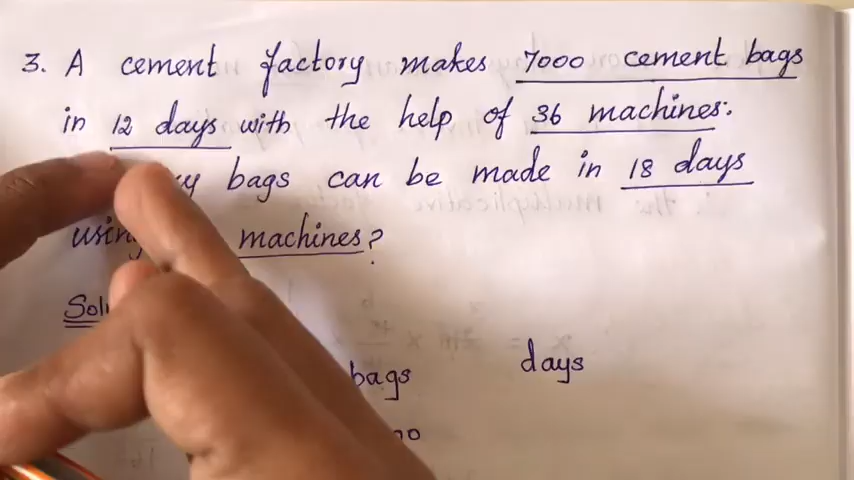 3. A cement factory makes 7000 cement bags
in 12 days with the help of 36 machines.
bags can be made in 18 days
machines?
bags days